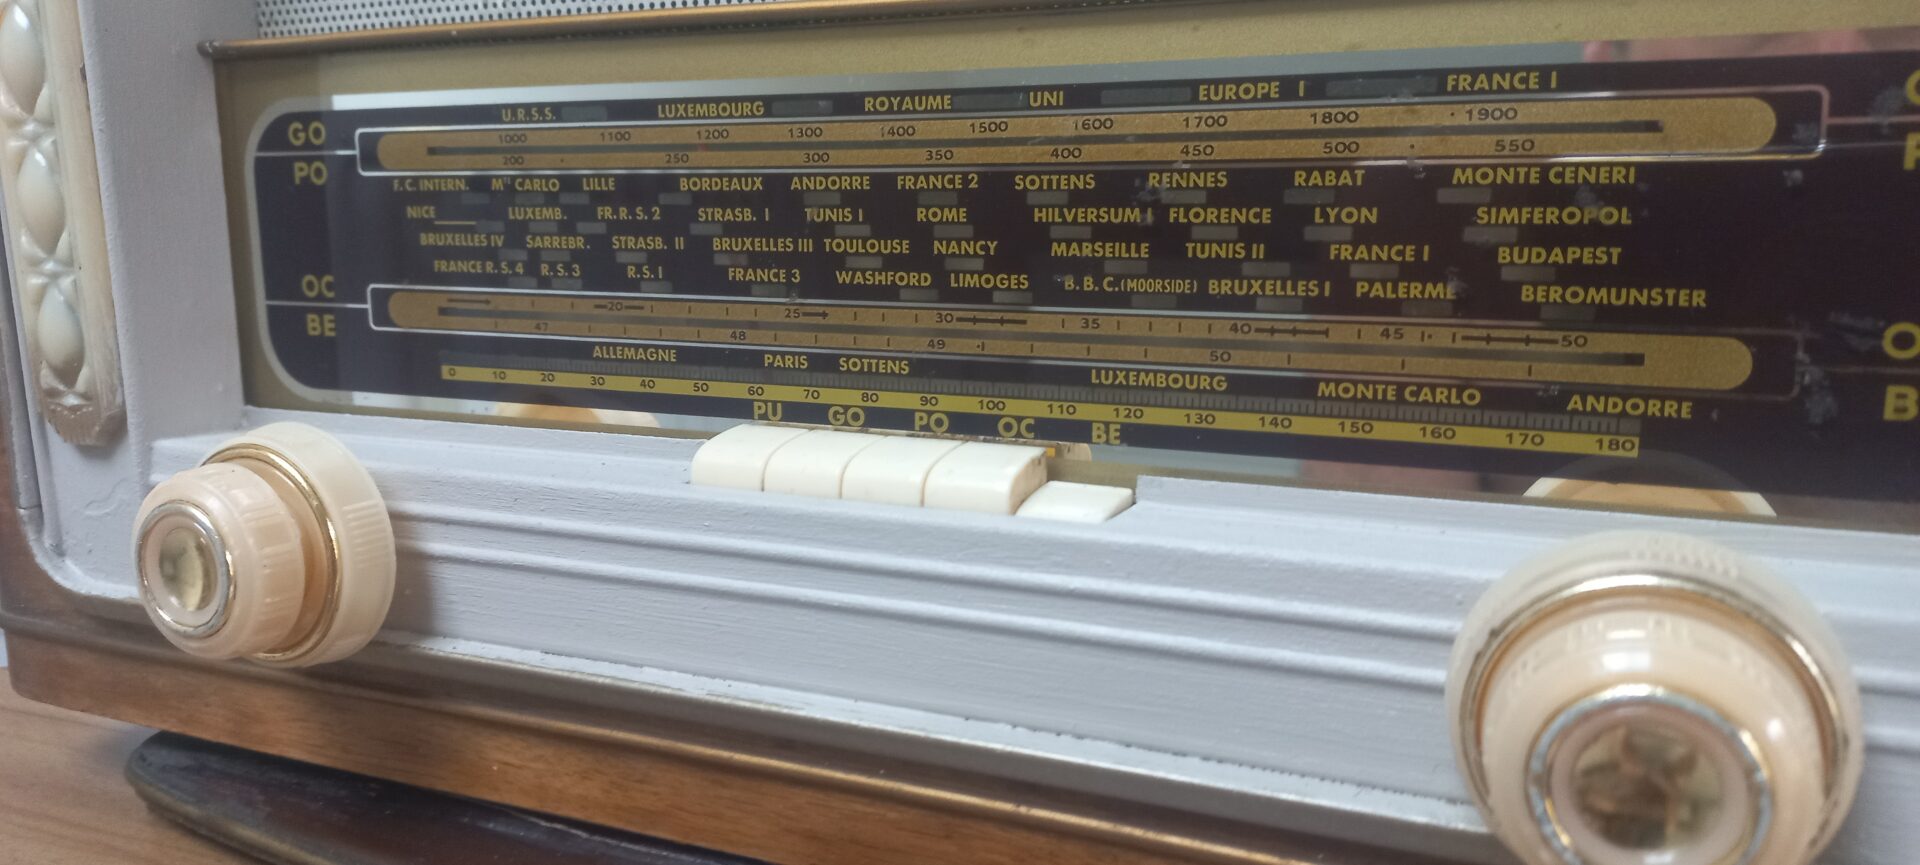 U.R.S.S. LUXEMBOURG ROYAUME UNI EUROPE I FRANCE I
GO 1000 1100 1200 1300 1400 1500 1600 1700 1800 1900
PO 200 250 300 350 400 450 500 550
F.C. INTERN. Mte CARLO LILLE BORDEAUX ANDORRE FRANCE 2 SOTTENS RENNES RABAT MONTE CENERI
NICE LUXEMB. FR. R. S. 2 STRASB. I TUNIS I ROME HILVERSUM I FLORENCE LYON SIMFEROPOL
BRUXELLES IV SARREBR. STRASB. II BRUXELLES III TOULOUSE NANCY MARSEILLE TUNIS II FRANCE I BUDAPEST
FRANCE R. S. 4 R. S. 3 R. S. I FRANCE 3 WASHFORD LIMOGES B. B. C. (MOORSIDE) BRUXELLES I PALERME BEROMUNSTER
OC 20 25 30 35 40 45 50
BE 47 48 49 50
ALLEMAGNE PARIS SOTTENS LUXEMBOURG MONTE CARLO ANDORRE
0 10 20 30 40 50 60 70 80 90 100 110 120 130 140 150 160 170 180
PU GO PO OC BE